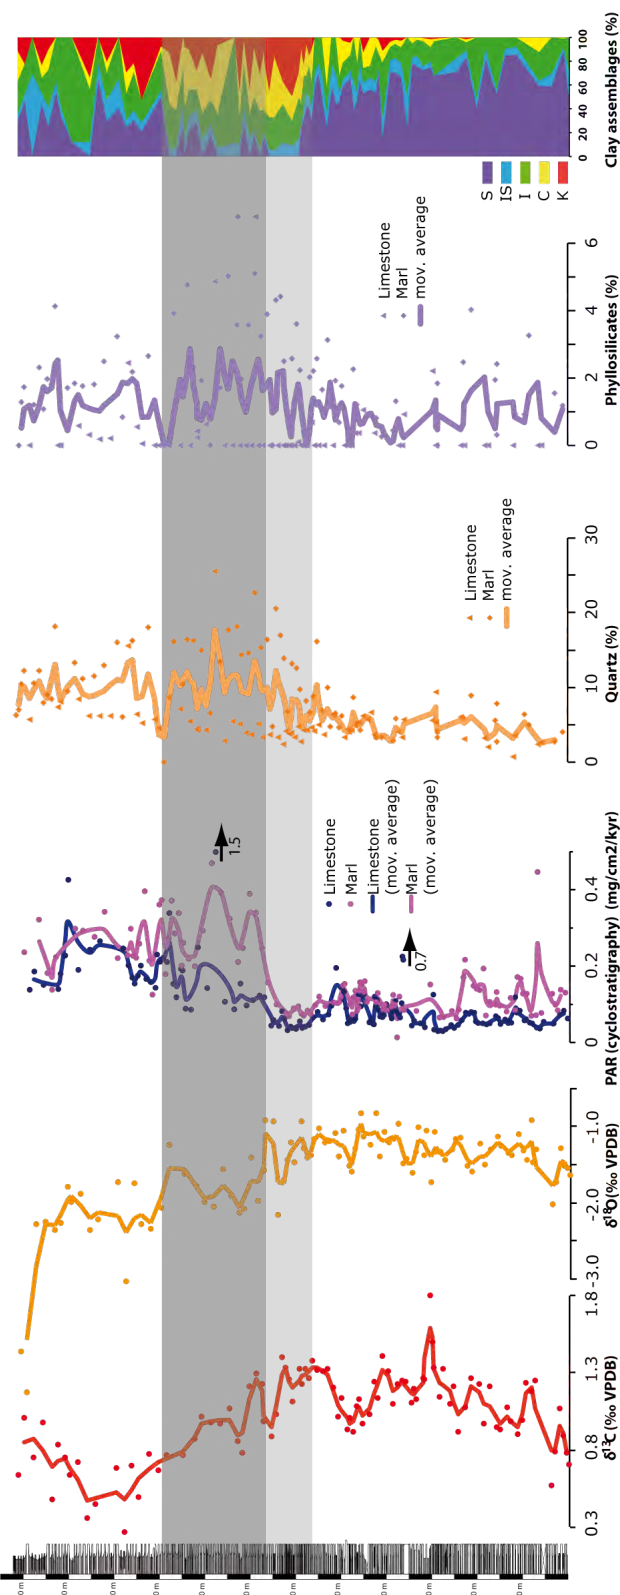 0.3 0.8 1.3 1.8
δ¹³C (‰ VPDB)
-3.0 -2.0 -1.0
δ¹⁸O (‰ VPDB)
1.5
Limestone
Marl
Limestone
(mov. average)
Marl
(mov. average)
0.7
0 0.2 0.4
PAR (cyclostratigraphy) (mg/cm2/kyr)
Limestone
Marl
mov. average
0 10 20 30
Quartz (%)
Limestone
Marl
mov. average
0 2 4 6
Phyllosilicates (%)
S
IS
I
C
K
0 20 40 60 80 100
Clay assemblages (%)